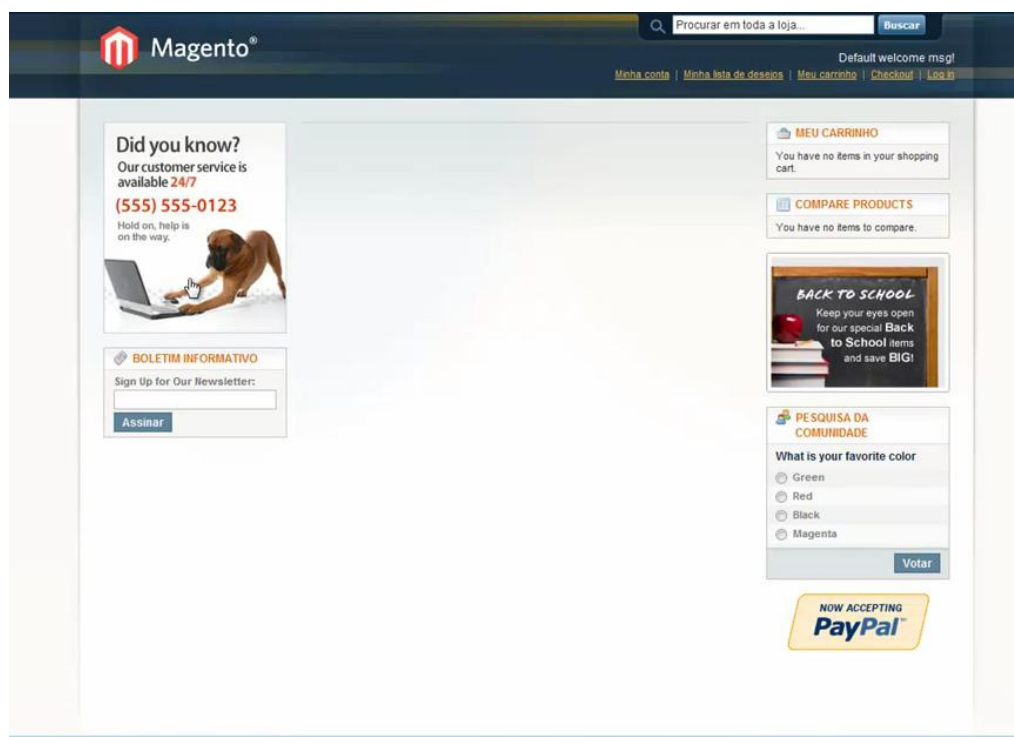 Magento®
Procurar em toda a loja...
Buscar
Default welcome msg!
Minha conta | Minha lista de desejos | Meu carrinho | Checkout | Log In
Did you know?
Our customer service is
available 24/7
(555) 555-0123
Hold on, help is
on the way.
BOLETIM INFORMATIVO
Sign Up for Our Newsletter:
Assinar
MEU CARRINHO
You have no items in your shopping
cart.
COMPARE PRODUCTS
You have no items to compare.
BACK TO SCHOOL
Keep your eyes open
for our special Back
to School items
and save BIG!
PESQUISA DA
COMUNIDADE
What is your favorite color
Green
Red
Black
Magenta
Votar
NOW ACCEPTING
PayPal™